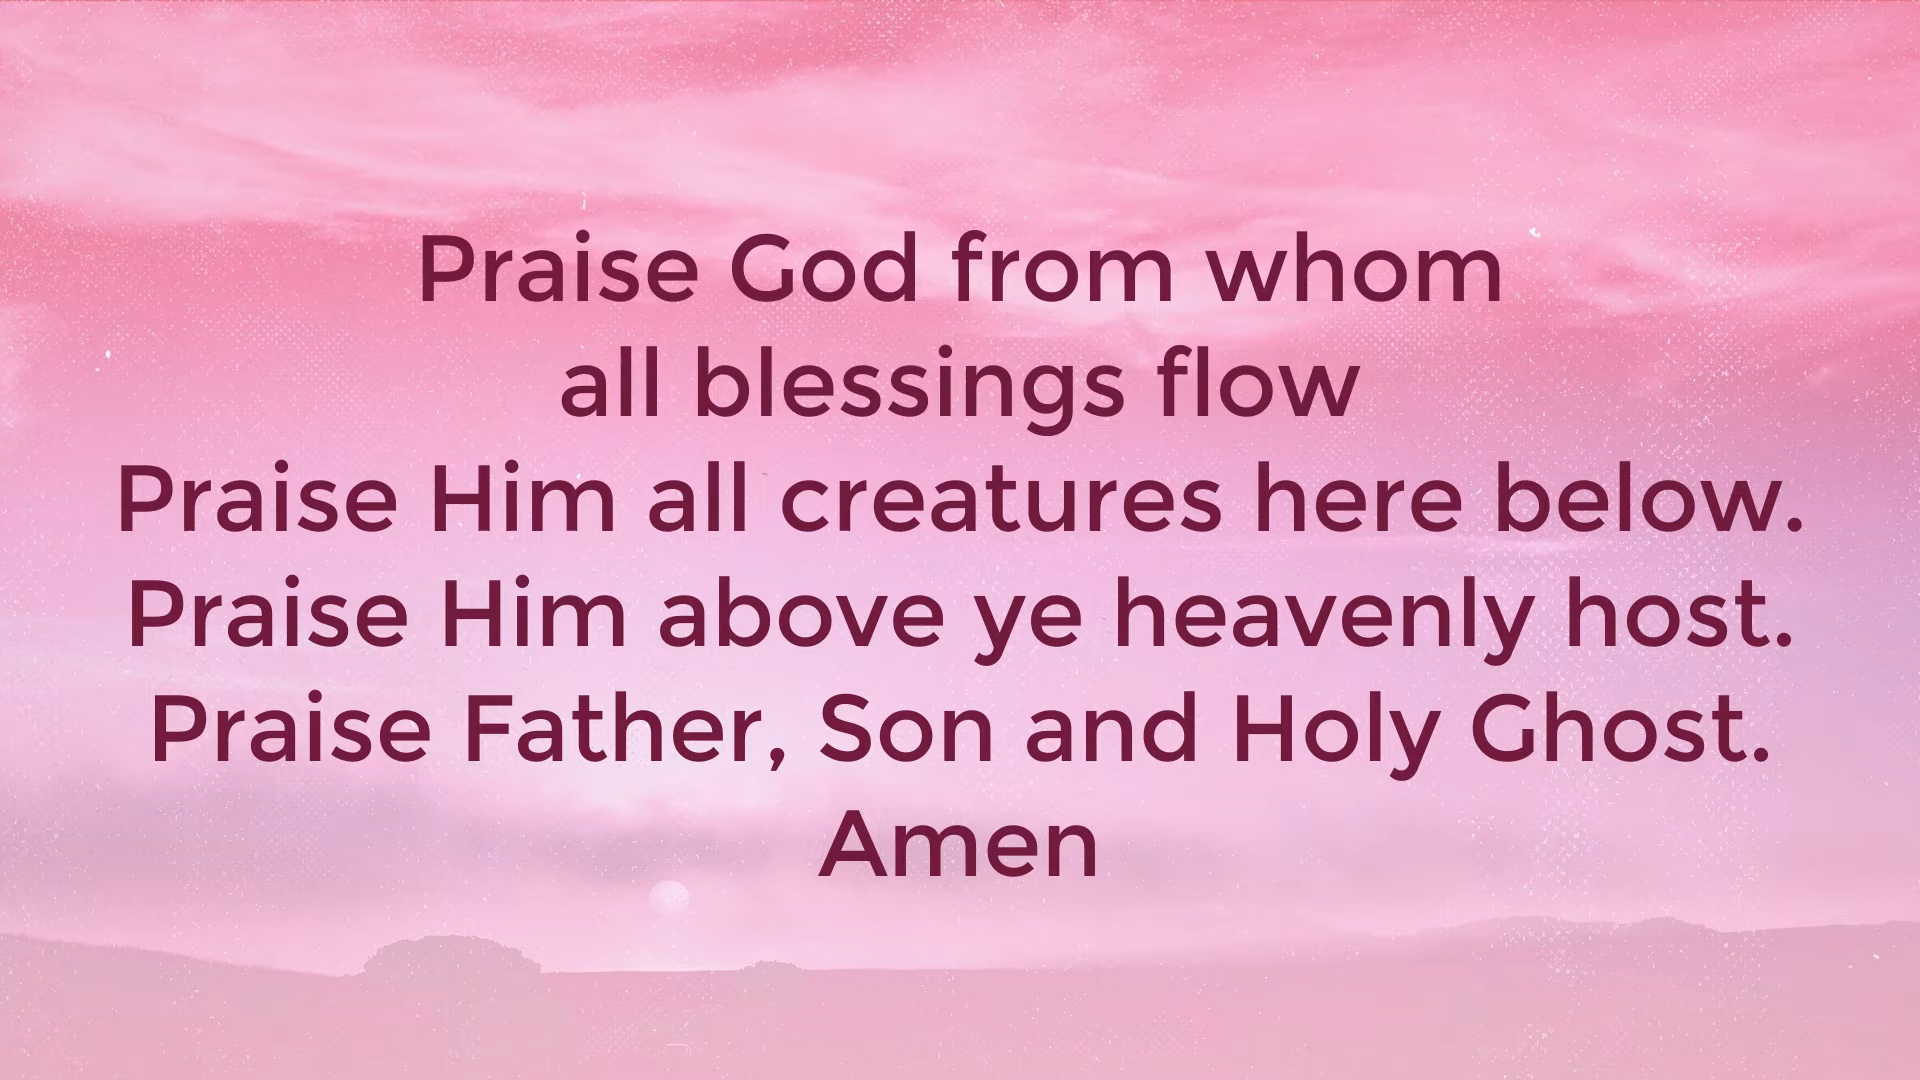 Praise God from whom
all blessings flow
Praise Him all creatures here below.
Praise Him above ye heavenly host.
Praise Father, Son and Holy Ghost.
Amen